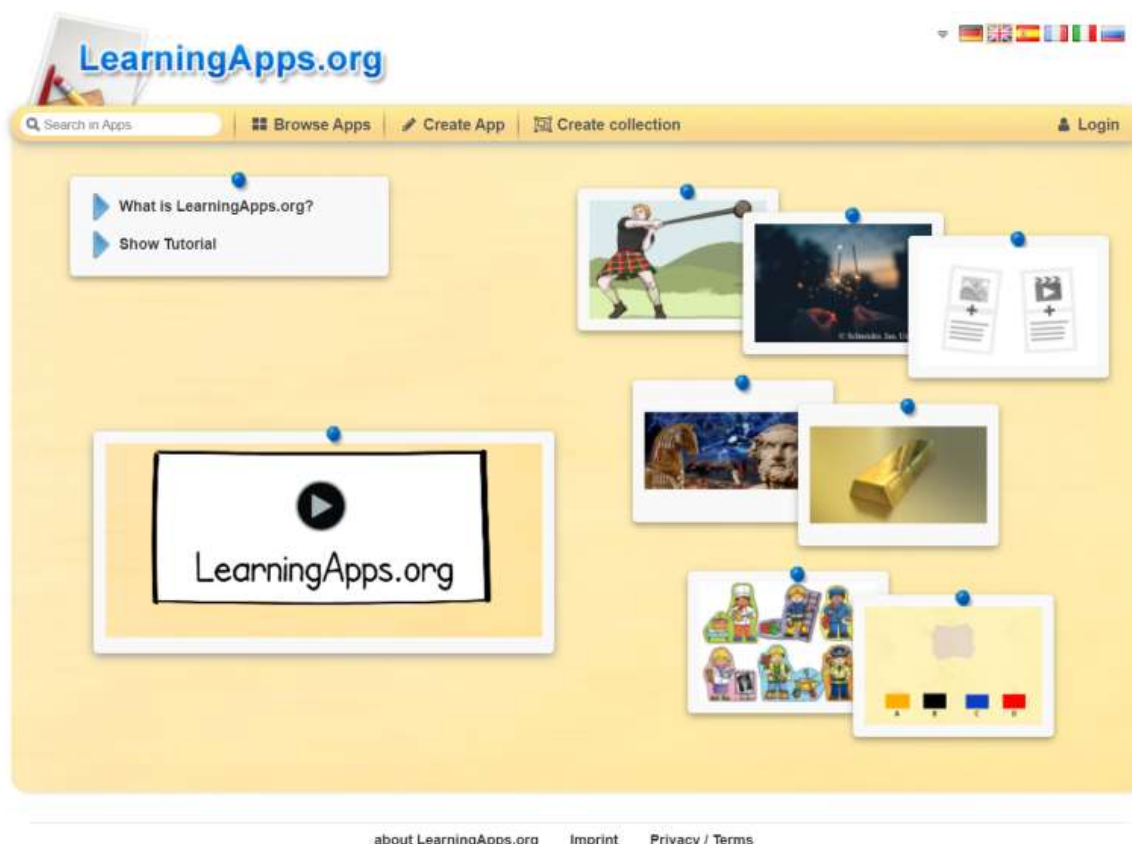 LearningApps.org
Search in Apps
Browse Apps
Create App
Create collection
Login
What is LearningApps.org?
Show Tutorial
LearningApps.org
A B C D
about LearningApps.org Imprint Privacy / Terms